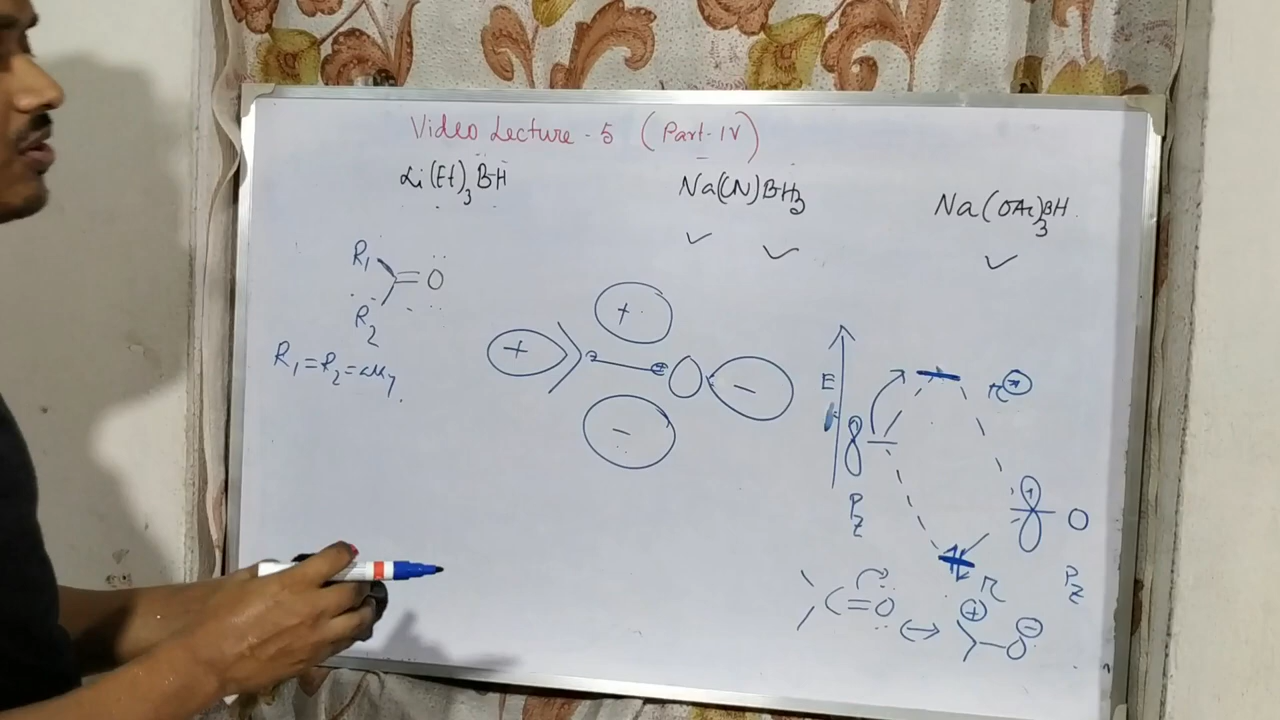 Video Lecture - 5 (Part-IV)
Li(Et)3BH Na(CN)BH3 Na(OAc)3BH
R1
R2
=O
R1=R2=alky
+ + - -
E
Pz
π*
+ O
Pz
π
C=O ↔ + -O -